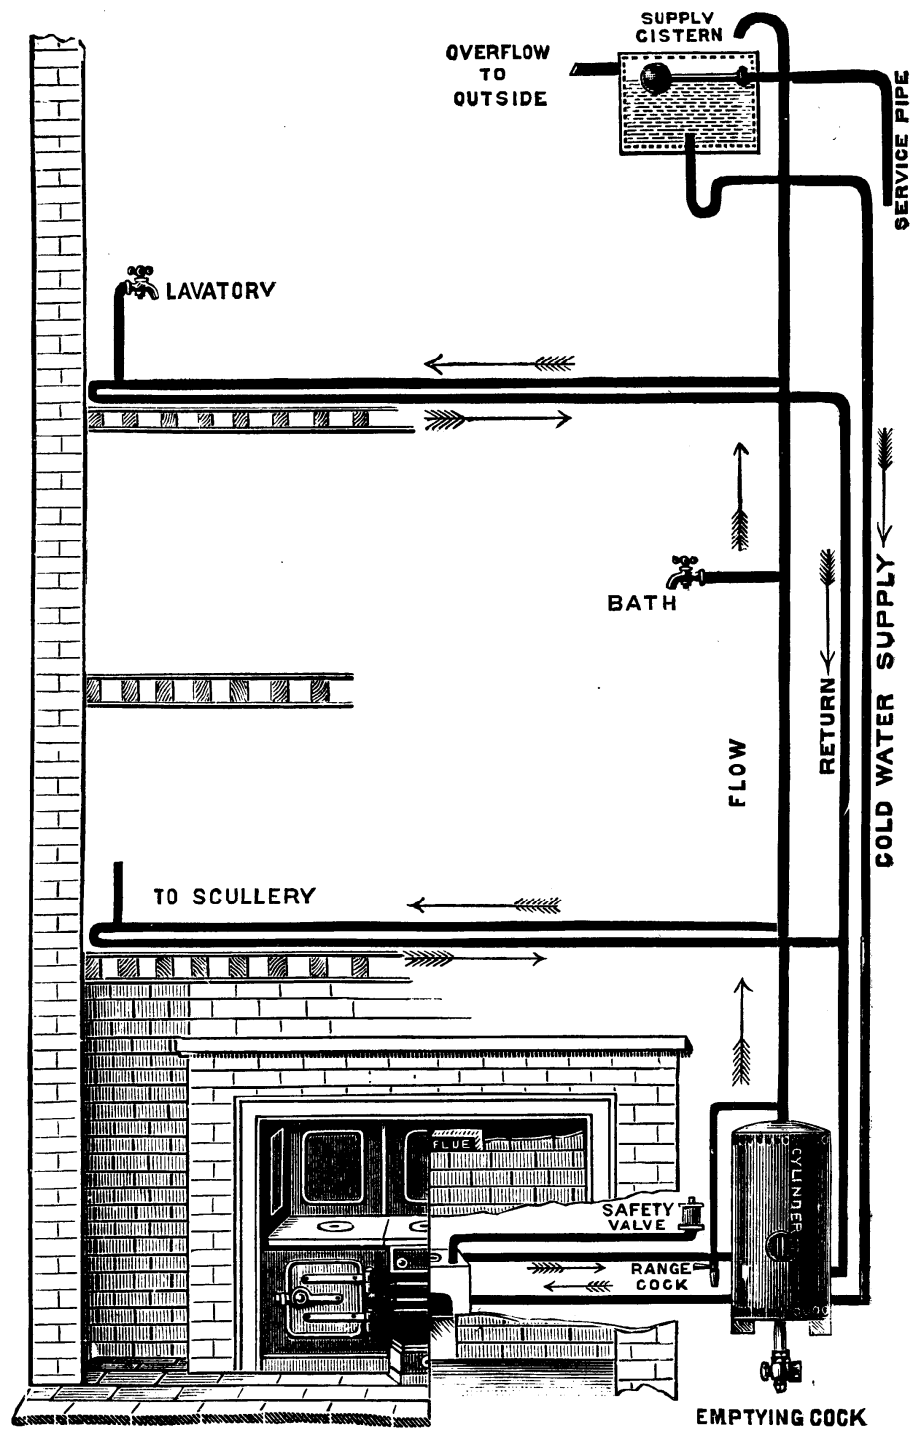 SUPPLY
CISTERN
OVERFLOW
TO
OUTSIDE
SERVICE PIPE
LAVATORY
BATH
COLD WATER SUPPLY
RETURN
FLOW
TO SCULLERY
FLUE
CYLINDER
SAFETY
VALVE
RANGE
COCK
EMPTYING COCK